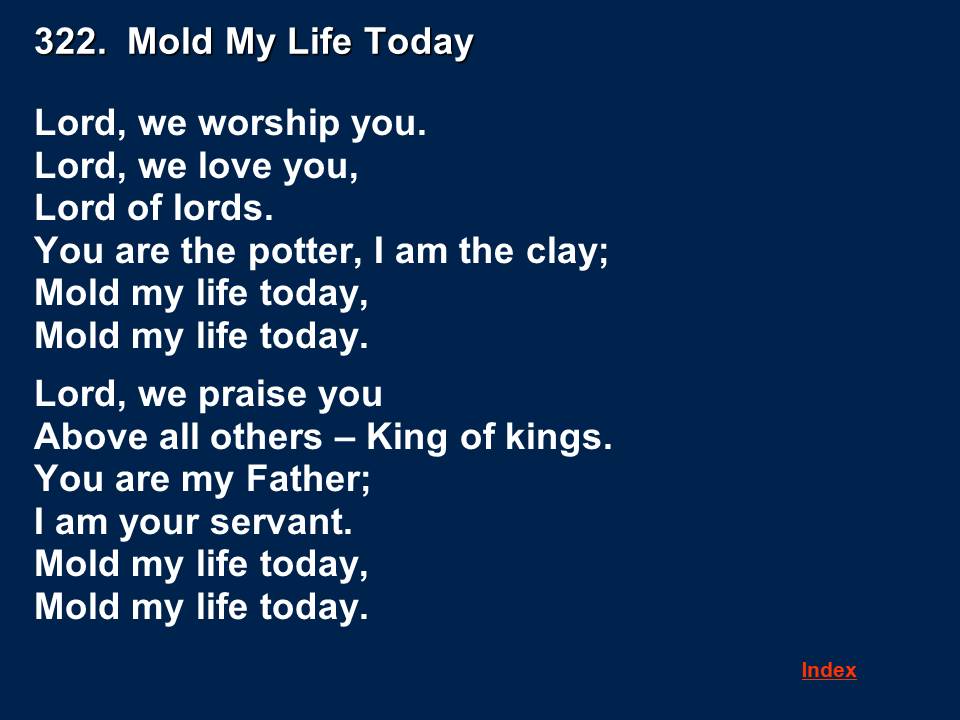 322.  Mold My Life Today
Lord, we worship you.
Lord, we love you,
Lord of lords.
You are the potter, I am the clay;
Mold my life today,
Mold my life today.
Lord, we praise you
Above all others – King of kings.
You are my Father;
I am your servant.
Mold my life today,
Mold my life today.
Index